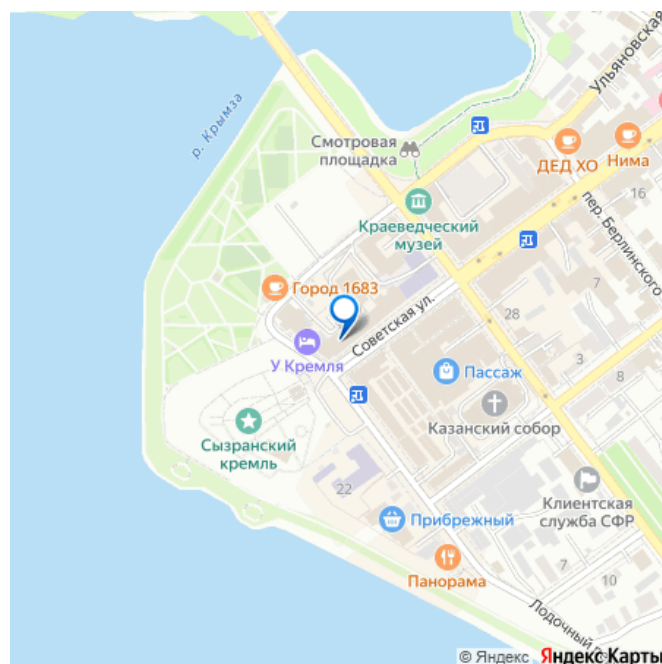 Ульяновская
р. Крымза
Смотровая
площадка
ДЕД ХО
Нима
16
пер. Берлинского
Краеведческий
музей
7
Город 1683
28
Советская ул.
3
У Кремля
Пассаж
8
Казанский собор
Сызранский
кремль
22
Клиентская
служба СФР
Прибрежный
7
Панорама
10
Лодочный
© Яндекс Яндекс Карты